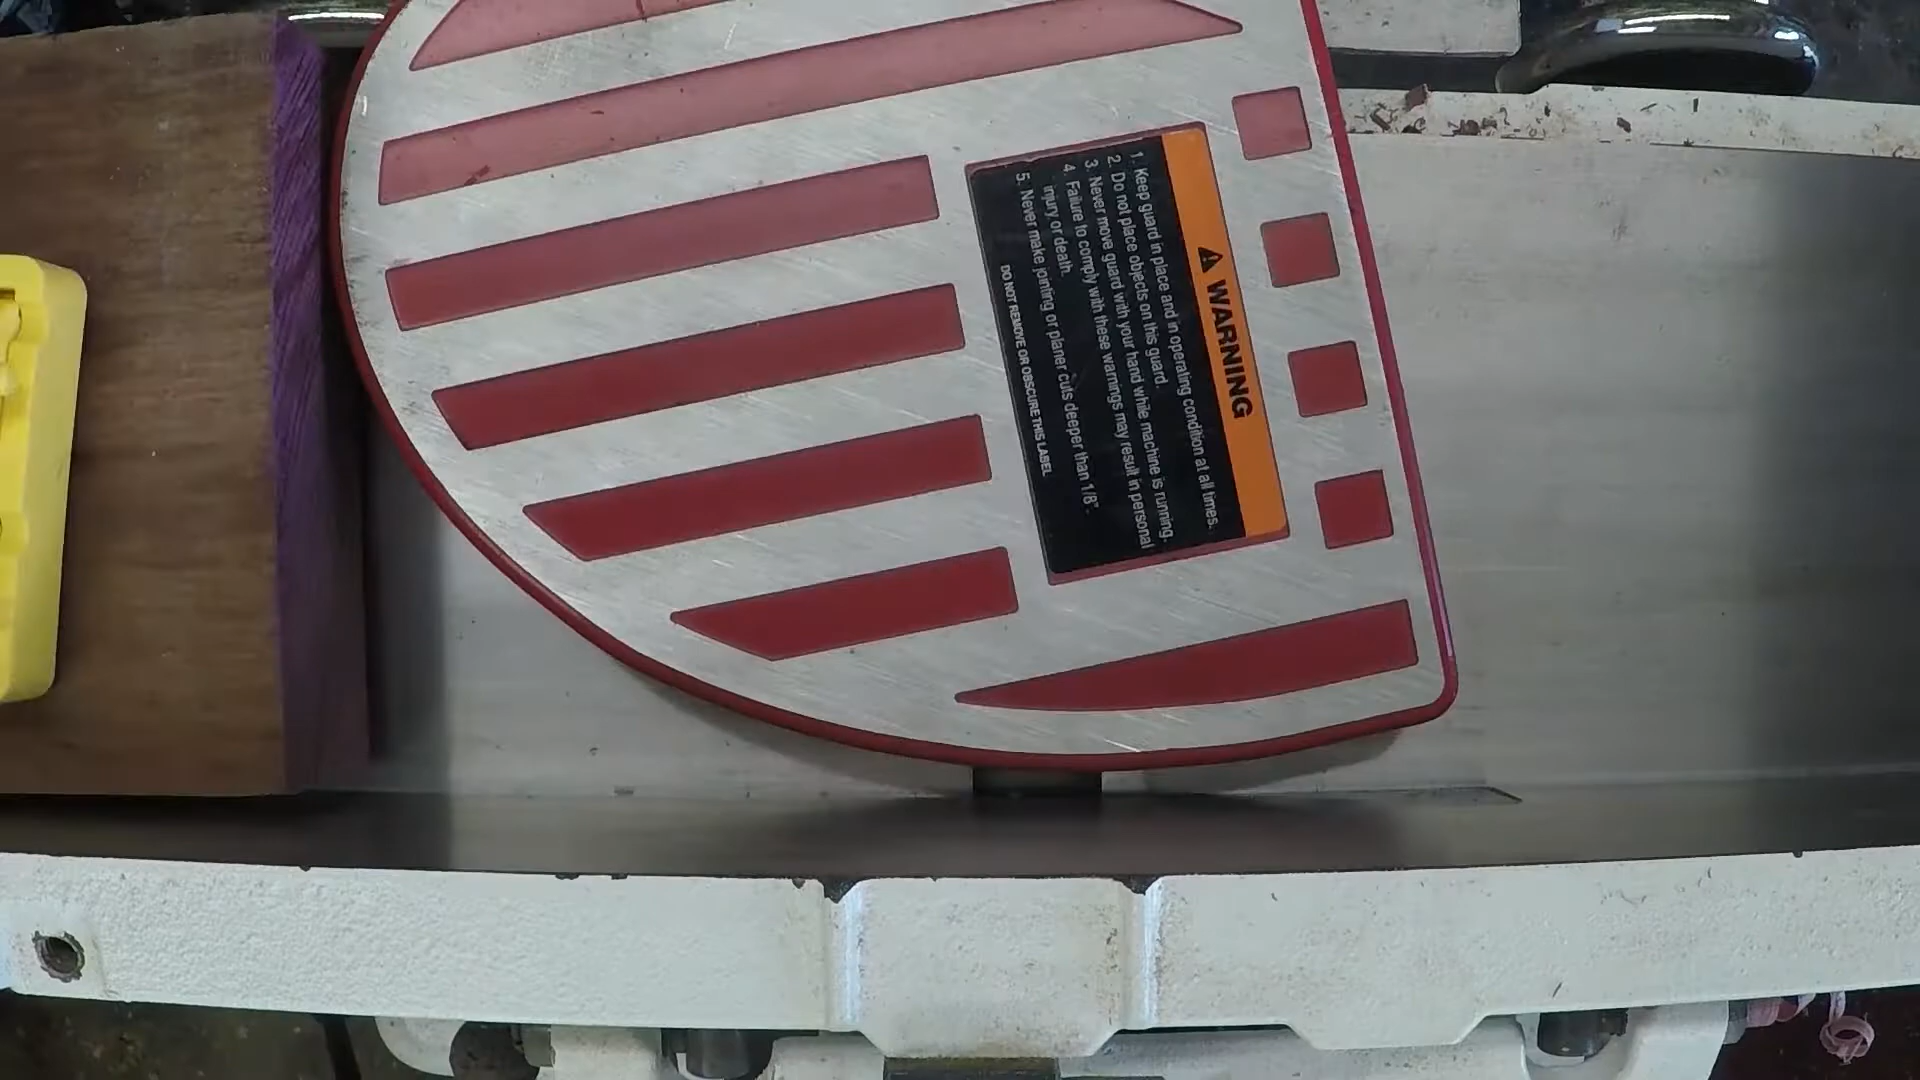 ⚠ WARNING
1. Keep guard in place and in operating condition at all times.
2. Do not place objects on this guard.
3. Never move guard with your hand while machine is running.
4. Failure to comply with these warnings may result in personal
injury or death.
5. Never make jointing or planer cuts deeper than 1/8".
DO NOT REMOVE OR OBSCURE THIS LABEL